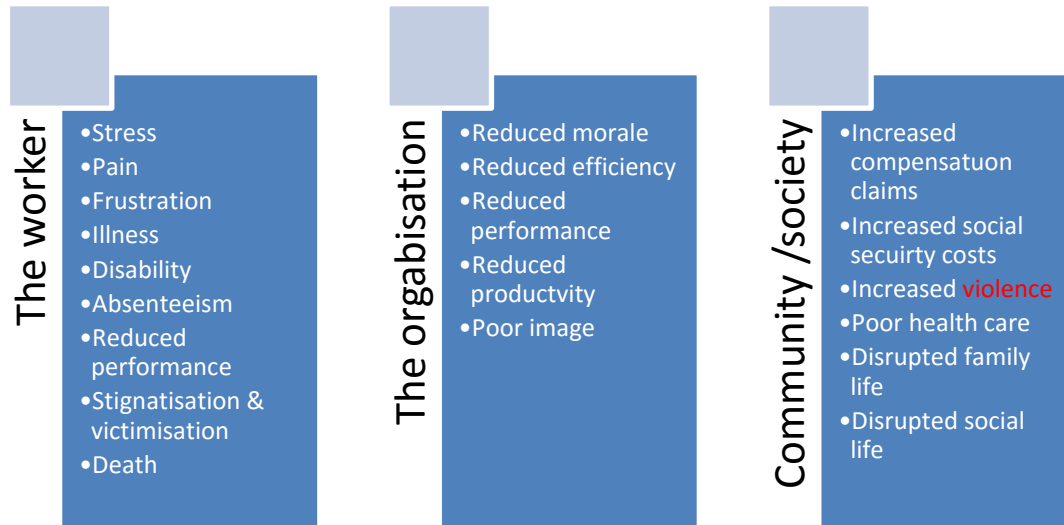 The worker
•Stress
•Pain
•Frustration
•Illness
•Disability
•Absenteeism
•Reduced
performance
•Stignatisation &
victimisation
•Death
The orgabisation
•Reduced morale
•Reduced efficiency
•Reduced
performance
•Reduced
productvity
•Poor image
Community /society
•Increased
compensatuon
claims
•Increased social
secuirty costs
•Increased violence
•Poor health care
•Disrupted family
life
•Disrupted social
life